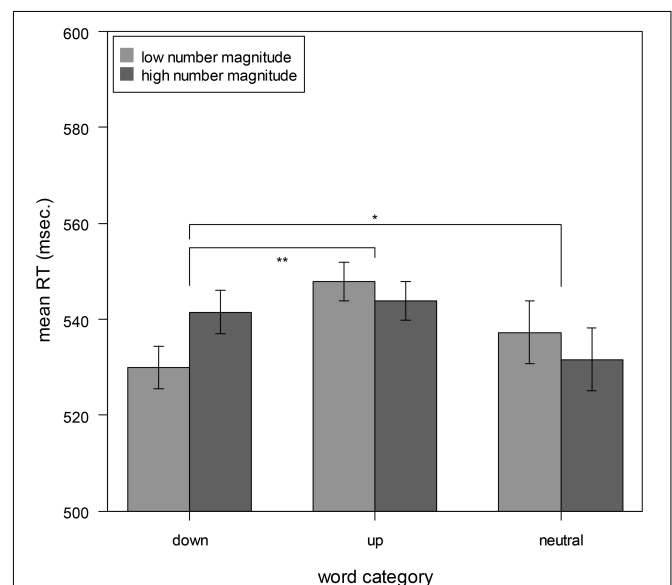 600
580
560
540
520
500
mean RT (msec.)
low number magnitude
high number magnitude
*
**
down up neutral
word category